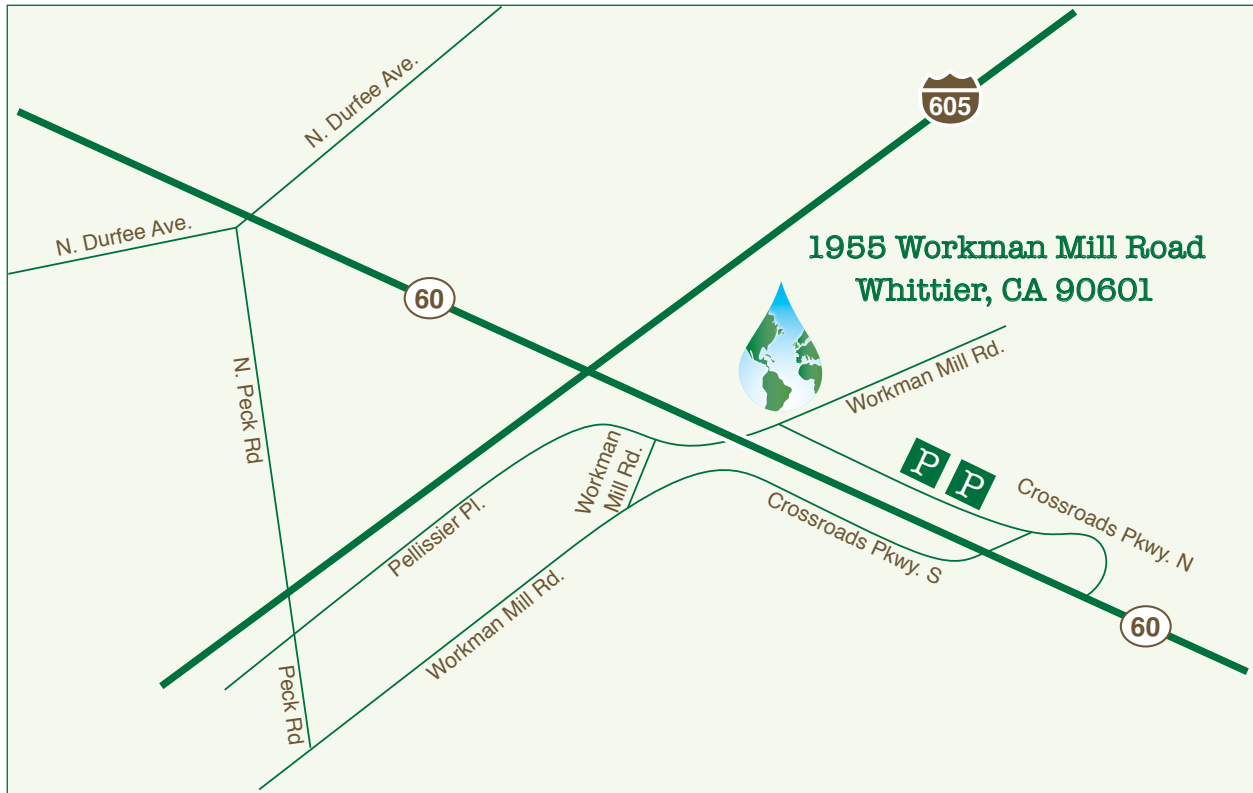 N. Durfee Ave.
605
N. Durfee Ave.
1955 Workman Mill Road
Whittier, CA 90601
60
Workman Mill Rd.
N. Peck Rd
Workman
Mill Rd.
P P
Crossroads Pkwy. N
Pellissier Pl.
Crossroads Pkwy. S
Workman Mill Rd.
60
Peck Rd